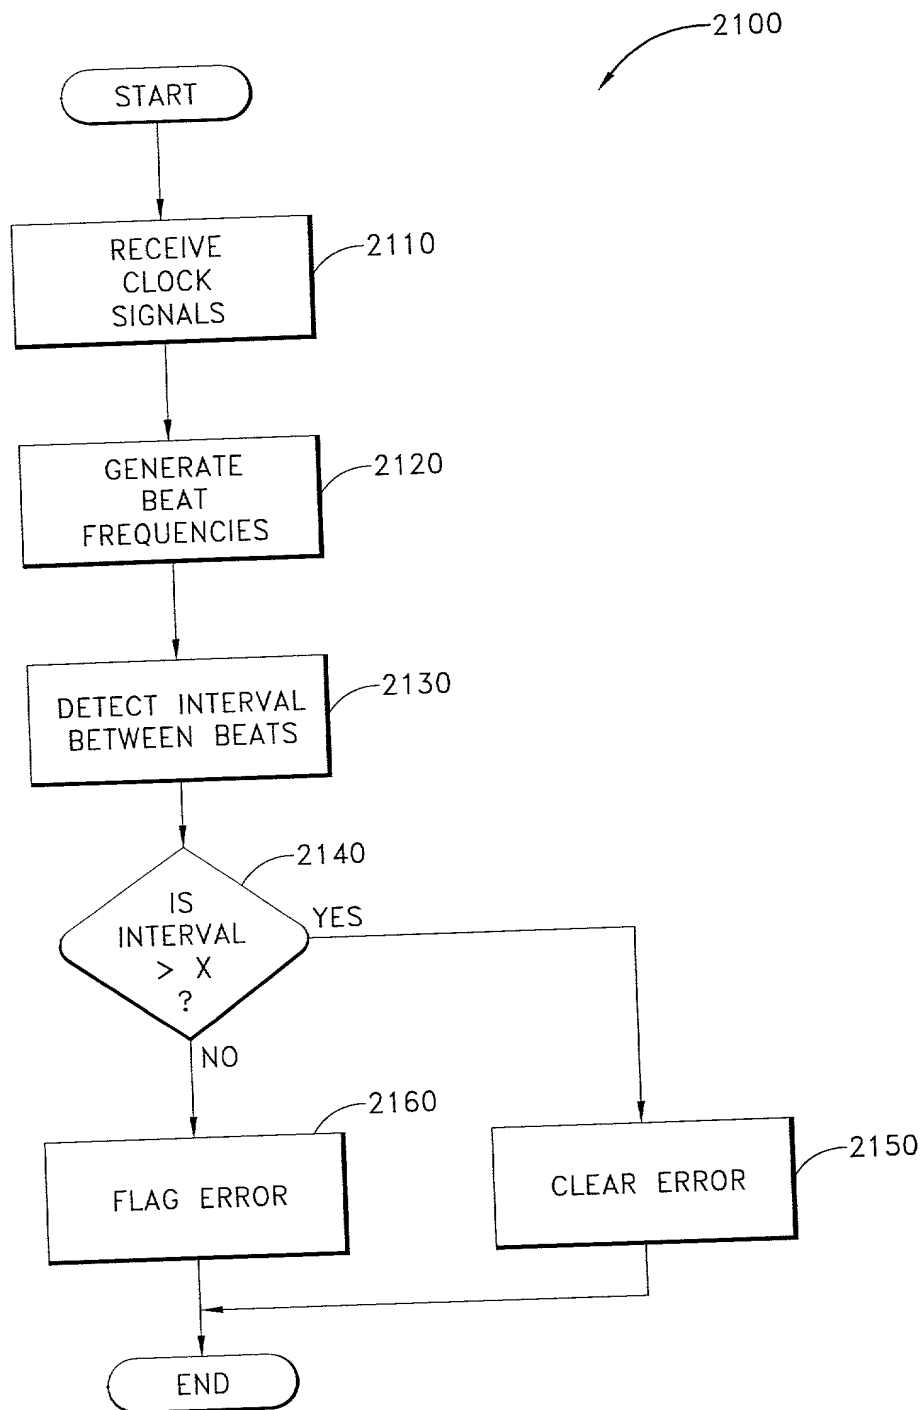 2100
START
RECEIVE
CLOCK
SIGNALS
2110
GENERATE
BEAT
FREQUENCIES
2120
DETECT INTERVAL
BETWEEN BEATS
2130
2140
IS
INTERVAL
> X
?
YES
NO
2160
FLAG ERROR
CLEAR ERROR
2150
END